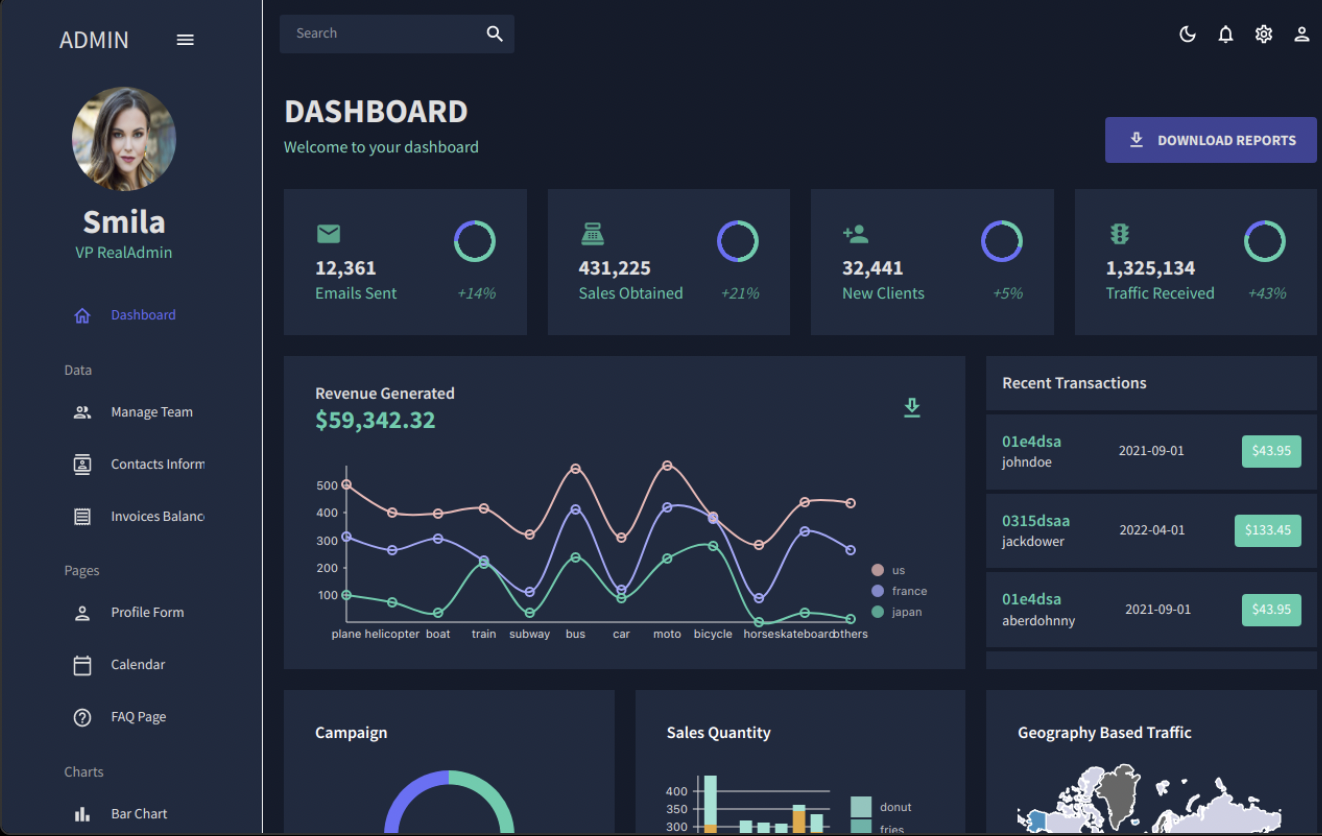 ADMIN
Search
Smila
VP RealAdmin
Dashboard
Data
Manage Team
Contacts Inform
Invoices Balanc
Pages
Profile Form
Calendar
FAQ Page
Charts
Bar Chart
DASHBOARD
Welcome to your dashboard
DOWNLOAD REPORTS
12,361
Emails Sent +14%
431,225
Sales Obtained +21%
32,441
New Clients +5%
1,325,134
Traffic Received +43%
Revenue Generated
$59,342.32
500
400
300
200
100
plane helicopter boat train subway bus car moto bicycle horse skateboard others
us
france
japan
Recent Transactions
01e4dsa
johndoe
2021-09-01
$43.95
0315dsaa
jackdower
2022-04-01
$133.45
01e4dsa
aberdohnny
2021-09-01
$43.95
Campaign
Sales Quantity
400
350
300
donut
fries
Geography Based Traffic